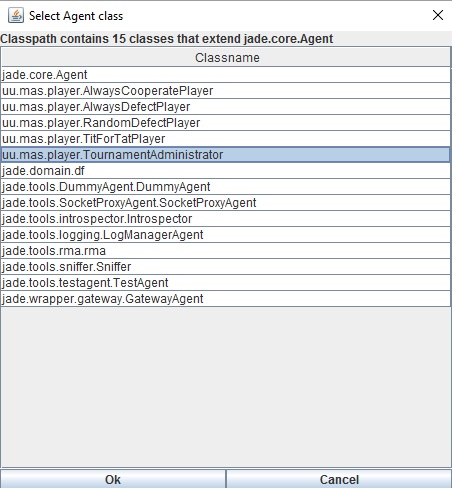 Select Agent class
Classpath contains 15 classes that extend jade.core.Agent
Classname
jade.core.Agent
uu.mas.player.AlwaysCooperatePlayer
uu.mas.player.AlwaysDefectPlayer
uu.mas.player.RandomDefectPlayer
uu.mas.player.TitForTatPlayer
uu.mas.player.TournamentAdministrator
jade.domain.df
jade.tools.DummyAgent.DummyAgent
jade.tools.SocketProxyAgent.SocketProxyAgent
jade.tools.introspector.Introspector
jade.tools.logging.LogManagerAgent
jade.tools.rma.rma
jade.tools.sniffer.Sniffer
jade.tools.testagent.TestAgent
jade.wrapper.gateway.GatewayAgent
Ok Cancel